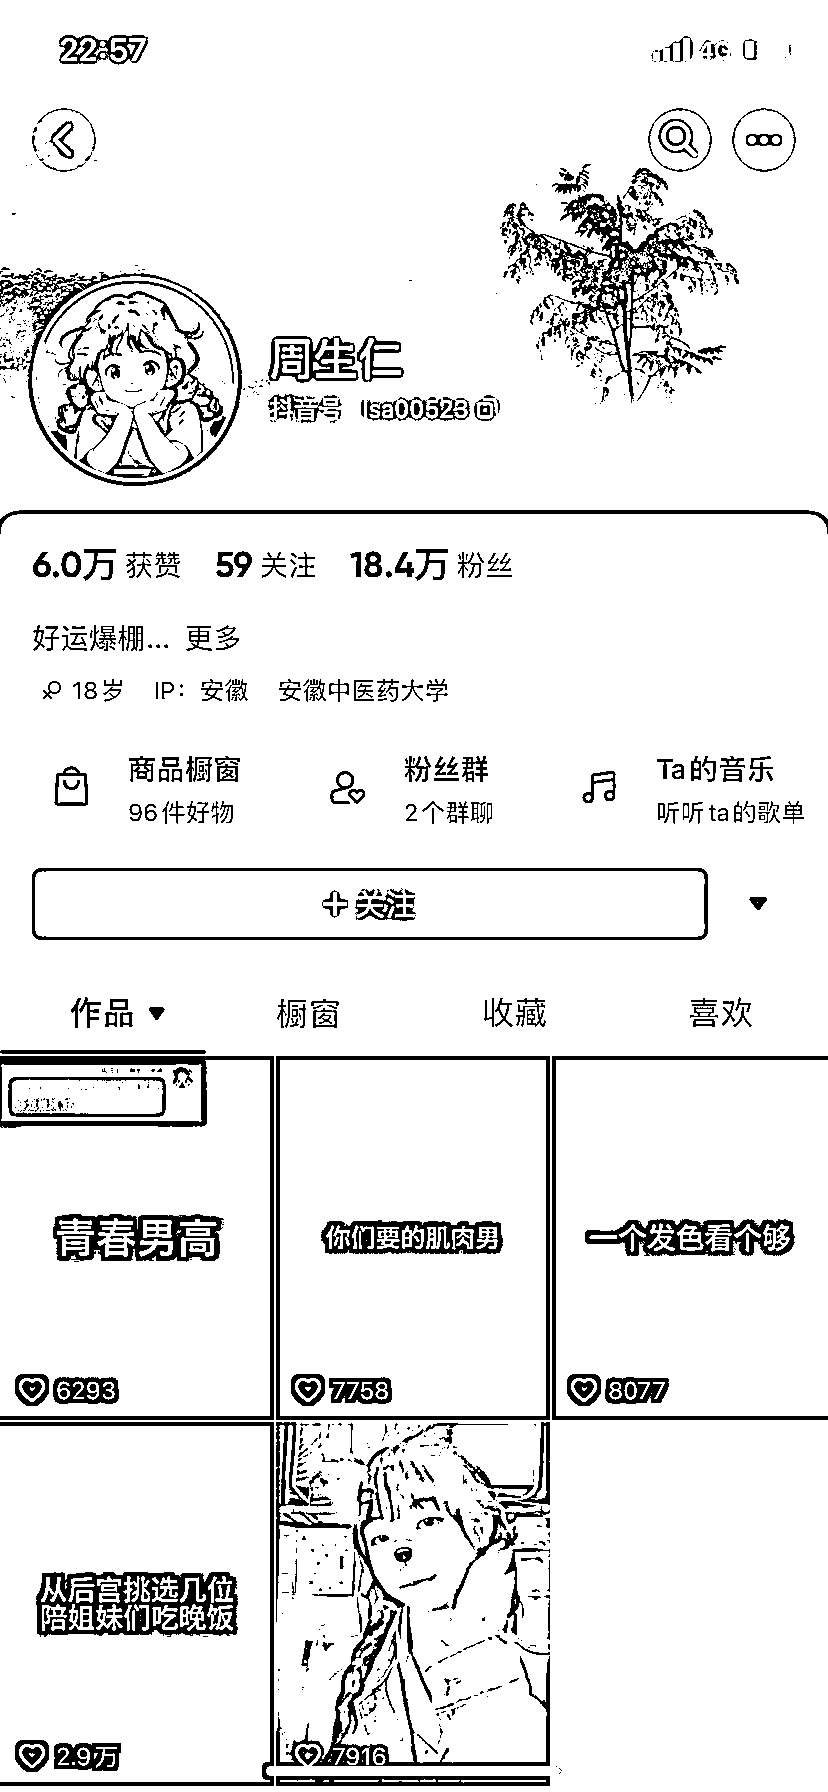 22:57
4G
周生仁
抖音号 lsa00523
6.0万 获赞 59 关注 18.4万 粉丝
好运爆棚... 更多
18岁 IP：安徽 安徽中医药大学
商品橱窗 粉丝群 Ta的音乐
96件好物 2个群聊 听听ta的歌单
关注
作品 橱窗 收藏 喜欢
青春男高 你们要的肌肉男 一个发色看个够
6293 7758 8077
从后宫挑选几位
陪姐妹们吃晚饭
2.9万 7916